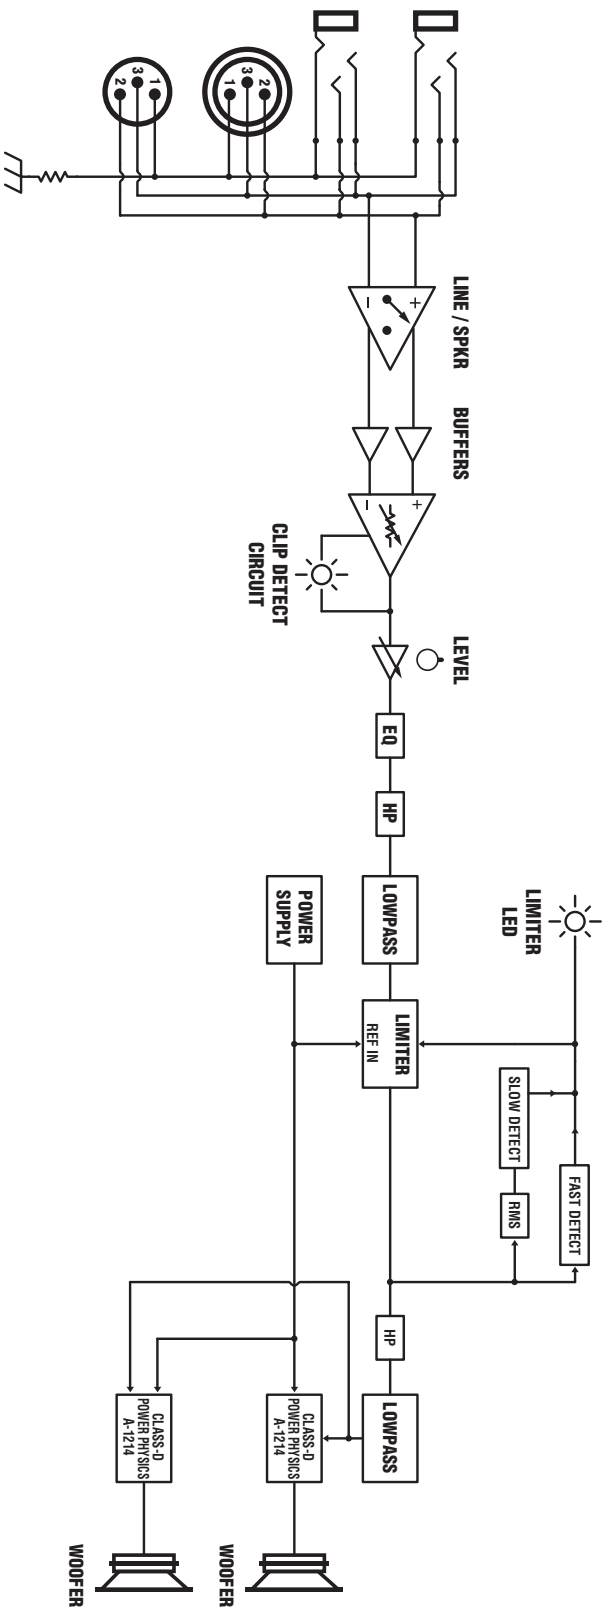 2
3
1
1
3
2
LINE / SPKR
+
−
BUFFERS
+
−
CLIP DETECT
CIRCUIT
LEVEL
EQ
HP
LOWPASS
POWER
SUPPLY
LIMITER
LED
LIMITER
REF IN
SLOW DETECT
RMS
FAST DETECT
HP
LOWPASS
CLASS-D
POWER PHYSICS
A-1214
CLASS-D
POWER PHYSICS
A-1214
WOOFER
WOOFER